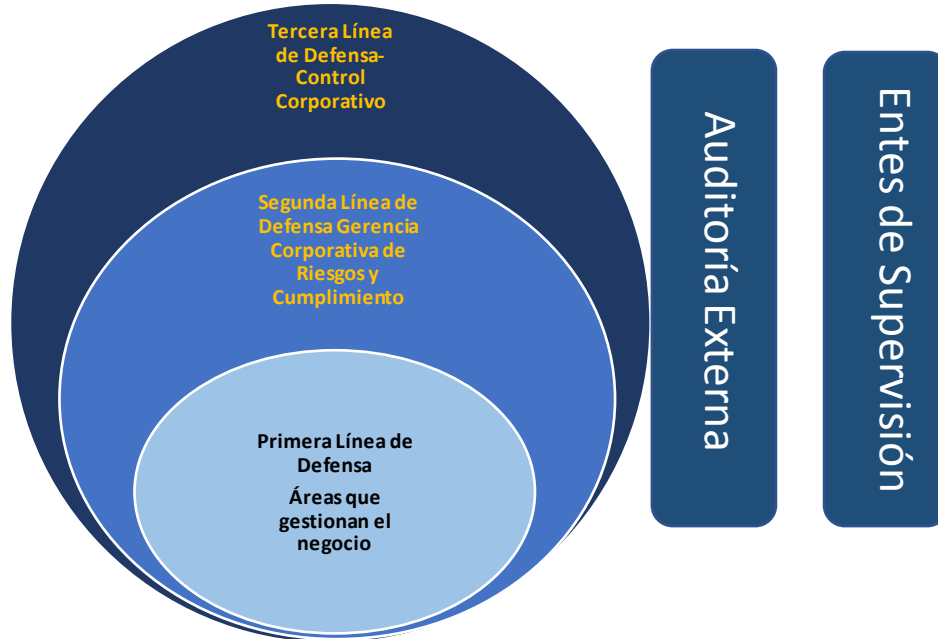 Tercera Línea
de Defensa-
Control
Corporativo
Segunda Línea de
Defensa Gerencia
Corporativa de
Riesgos y
Cumplimiento
Primera Línea de
Defensa
Áreas que
gestionan el
negocio
Auditoría Externa
Entes de Supervisión